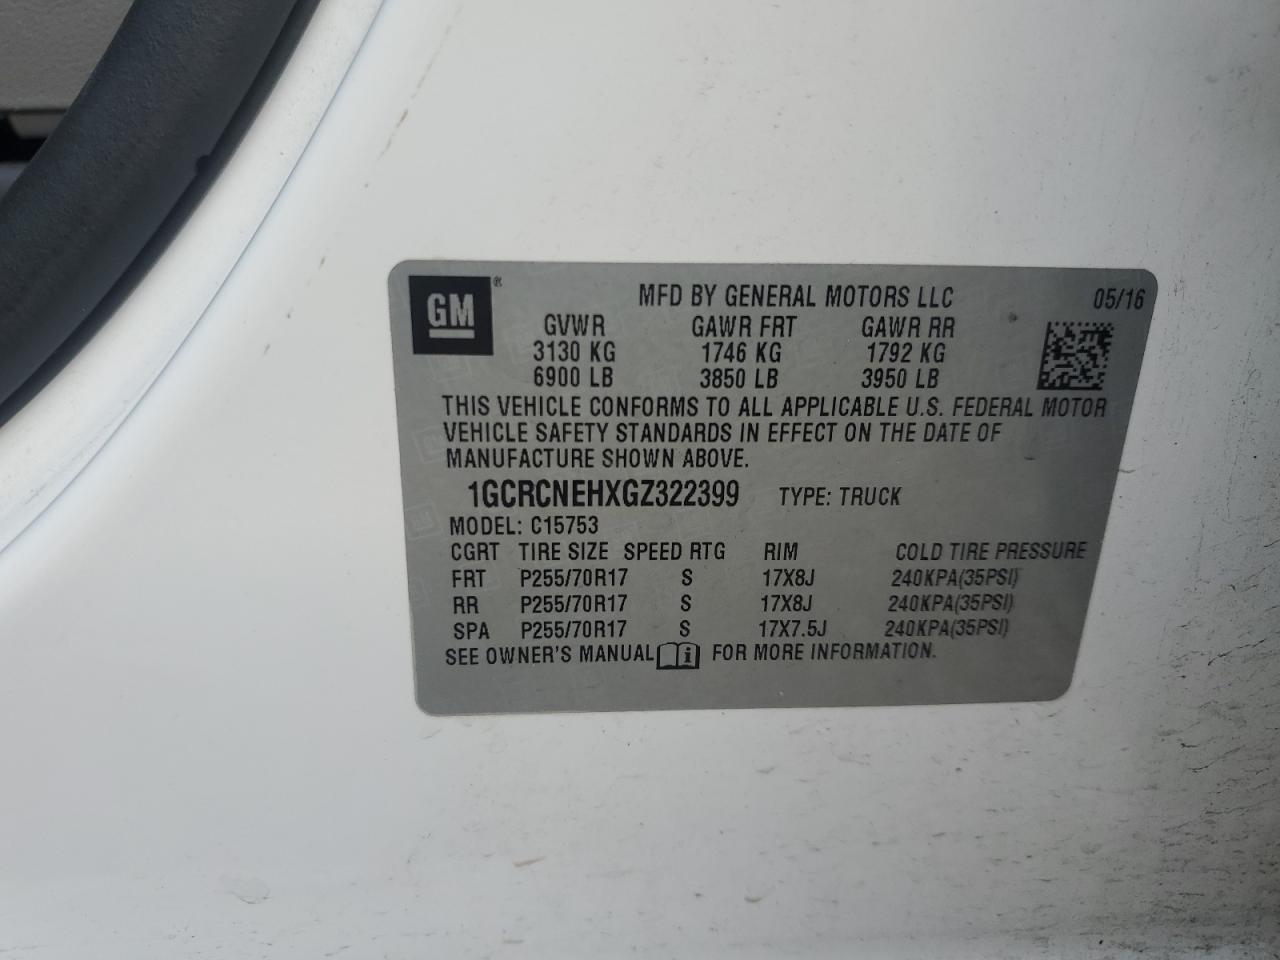 GM®
MFD BY GENERAL MOTORS LLC 05/16
GVWR GAWR FRT GAWR RR
3130 KG 1746 KG 1792 KG
6900 LB 3850 LB 3950 LB
THIS VEHICLE CONFORMS TO ALL APPLICABLE U.S. FEDERAL MOTOR
VEHICLE SAFETY STANDARDS IN EFFECT ON THE DATE OF
MANUFACTURE SHOWN ABOVE.
1GCRCNEHXGZ322399 TYPE: TRUCK
MODEL: C15753
CGRT TIRE SIZE SPEED RTG RIM COLD TIRE PRESSURE
FRT P255/70R17 S 17X8J 240KPA(35PSI)
RR P255/70R17 S 17X8J 240KPA(35PSI)
SPA P255/70R17 S 17X7.5J 240KPA(35PSI)
SEE OWNER'S MANUAL i FOR MORE INFORMATION.